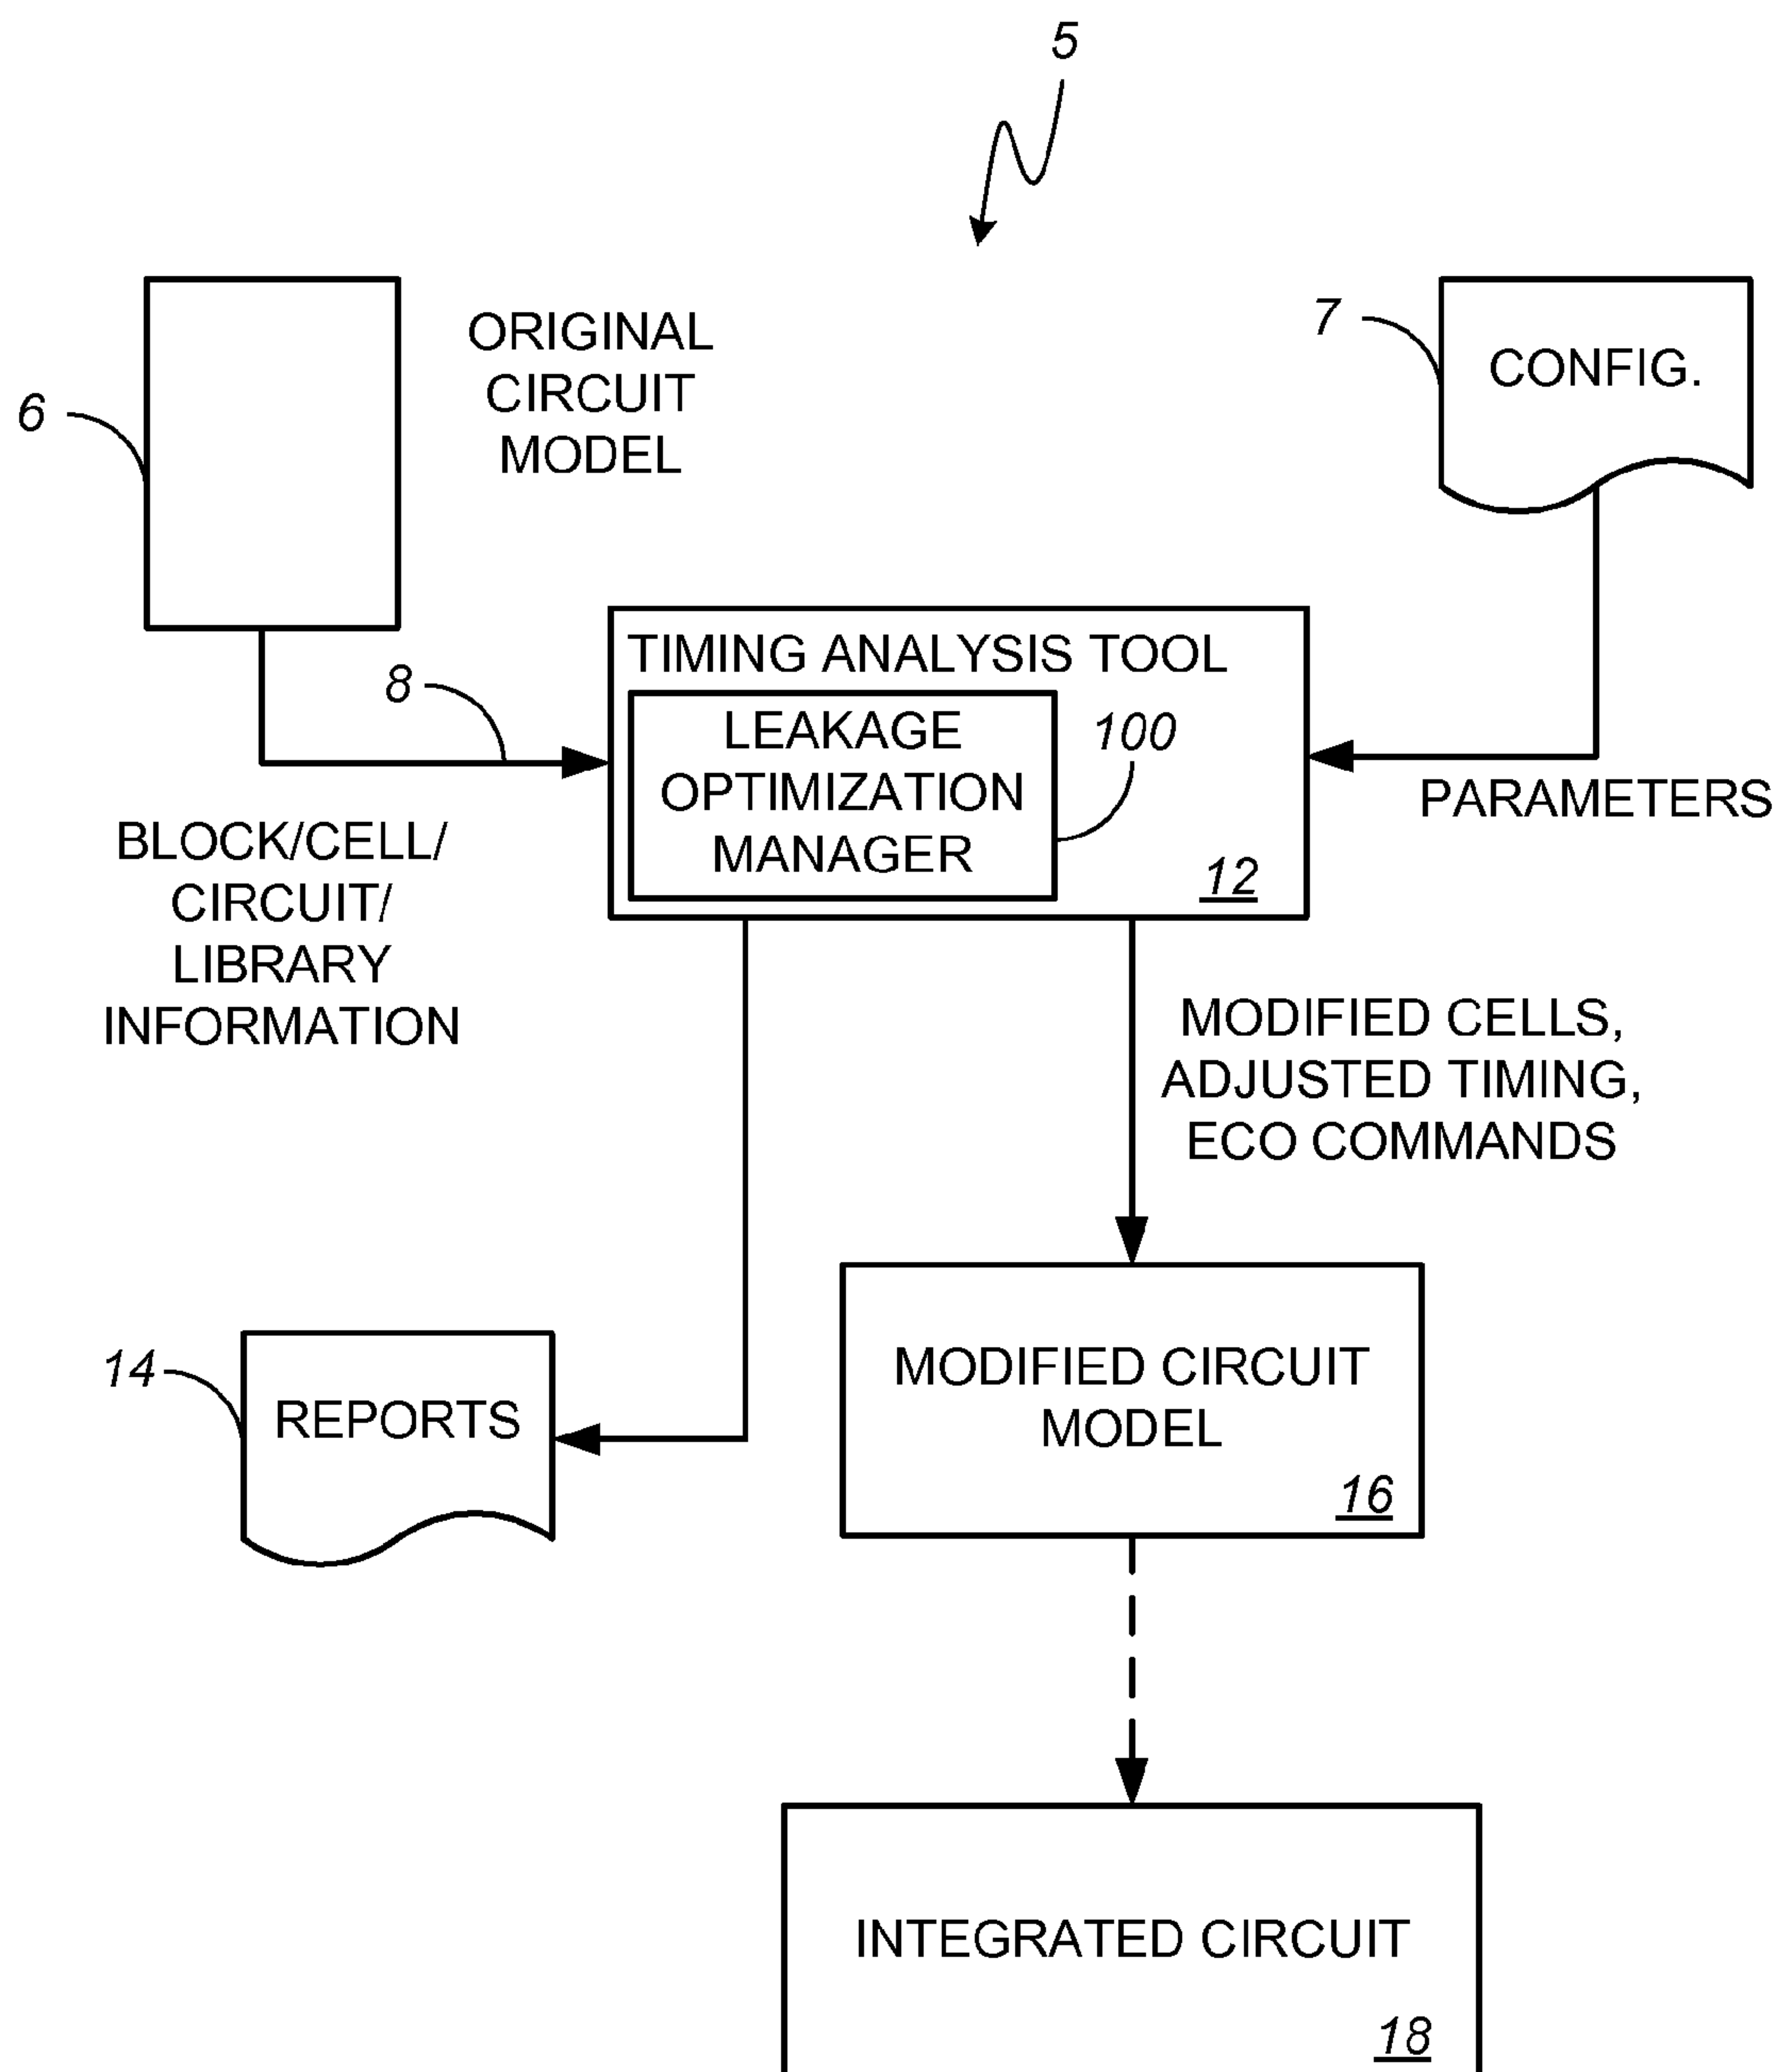 5
6
ORIGINAL
CIRCUIT
MODEL
7
CONFIG.
8
BLOCK/CELL/
CIRCUIT/
LIBRARY
INFORMATION
TIMING ANALYSIS TOOL
LEAKAGE
OPTIMIZATION
MANAGER
100
12
PARAMETERS
MODIFIED CELLS,
ADJUSTED TIMING,
ECO COMMANDS
14
REPORTS
MODIFIED CIRCUIT
MODEL
16
INTEGRATED CIRCUIT
18